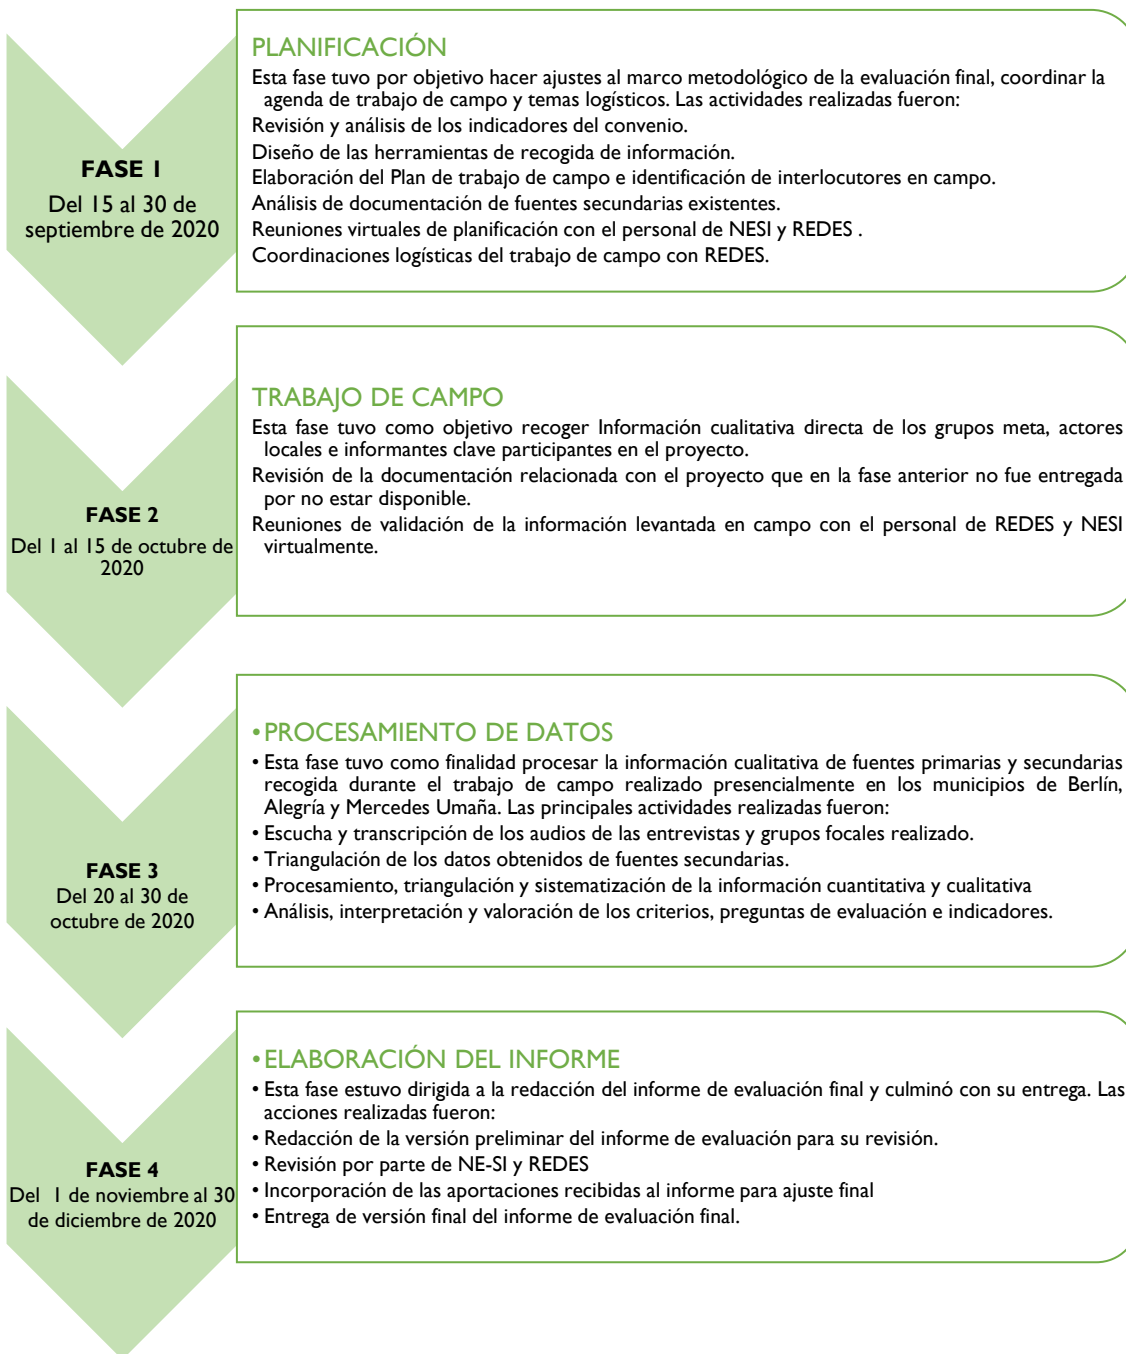 FASE 1
Del 15 al 30 de
septiembre de 2020
PLANIFICACIÓN
Esta fase tuvo por objetivo hacer ajustes al marco metodológico de la evaluación final, coordinar la
agenda de trabajo de campo y temas logísticos. Las actividades realizadas fueron:
Revisión y análisis de los indicadores del convenio.
Diseño de las herramientas de recogida de información.
Elaboración del Plan de trabajo de campo e identificación de interlocutores en campo.
Análisis de documentación de fuentes secundarias existentes.
Reuniones virtuales de planificación con el personal de NESI y REDES .
Coordinaciones logísticas del trabajo de campo con REDES.
FASE 2
Del 1 al 15 de octubre de
2020
TRABAJO DE CAMPO
Esta fase tuvo como objetivo recoger Información cualitativa directa de los grupos meta, actores
locales e informantes clave participantes en el proyecto.
Revisión de la documentación relacionada con el proyecto que en la fase anterior no fue entregada
por no estar disponible.
Reuniones de validación de la información levantada en campo con el personal de REDES y NESI
virtualmente.
FASE 3
Del 20 al 30 de
octubre de 2020
•PROCESAMIENTO DE DATOS
• Esta fase tuvo como finalidad procesar la información cualitativa de fuentes primarias y secundarias
recogida durante el trabajo de campo realizado presencialmente en los municipios de Berlín,
Alegría y Mercedes Umaña. Las principales actividades realizadas fueron:
• Escucha y transcripción de los audios de las entrevistas y grupos focales realizado.
• Triangulación de los datos obtenidos de fuentes secundarias.
• Procesamiento, triangulación y sistematización de la información cuantitativa y cualitativa
• Análisis, interpretación y valoración de los criterios, preguntas de evaluación e indicadores.
FASE 4
Del 1 de noviembre al 30
de diciembre de 2020
•ELABORACIÓN DEL INFORME
• Esta fase estuvo dirigida a la redacción del informe de evaluación final y culminó con su entrega. Las
acciones realizadas fueron:
• Redacción de la versión preliminar del informe de evaluación para su revisión.
• Revisión por parte de NE-SI y REDES
• Incorporación de las aportaciones recibidas al informe para ajuste final
• Entrega de versión final del informe de evaluación final.